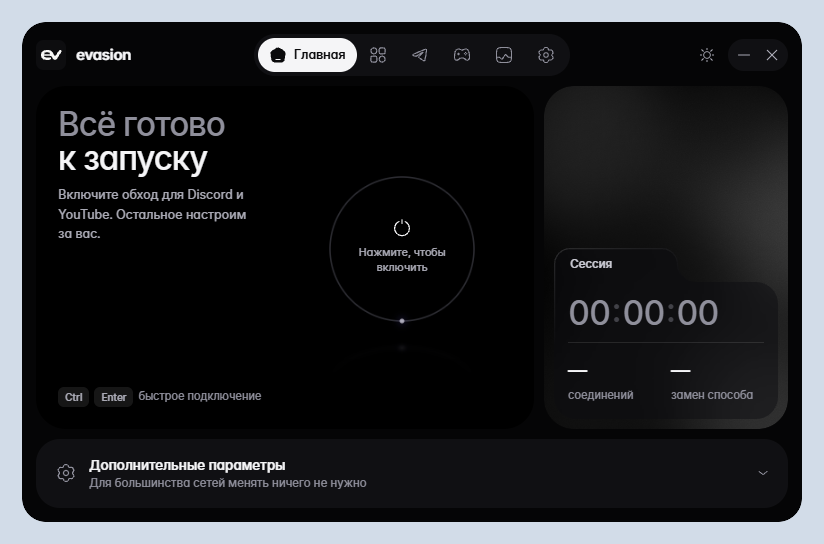 ev evasion
Главная
Всё готово
к запуску
Включите обход для Discord и
YouTube. Остальное настроим
за вас.
Нажмите, чтобы
включить
Ctrl Enter быстрое подключение
Сессия
00:00:00
— —
соединений замен способа
Дополнительные параметры
Для большинства сетей менять ничего не нужно